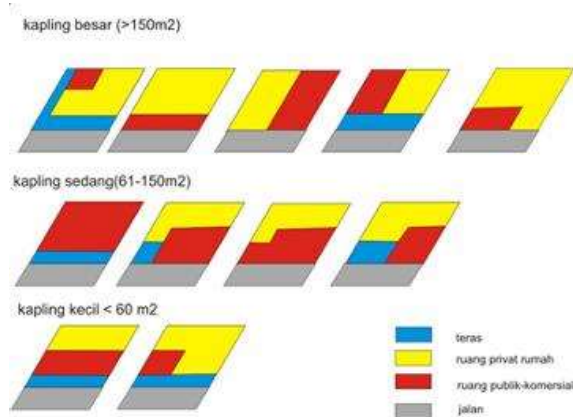 kapling besar (>150m2)
kapling sedang(61-150m2)
kapling kecil < 60 m2
teras
ruang privat rumah
ruang publik-komersial
jalan